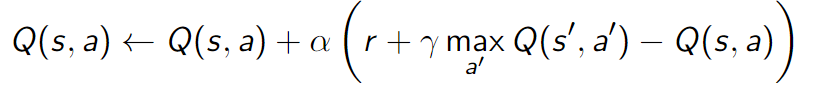 Q(s, a) ← Q(s, a) + α (r + γ max_{a′} Q(s′, a′) − Q(s, a))